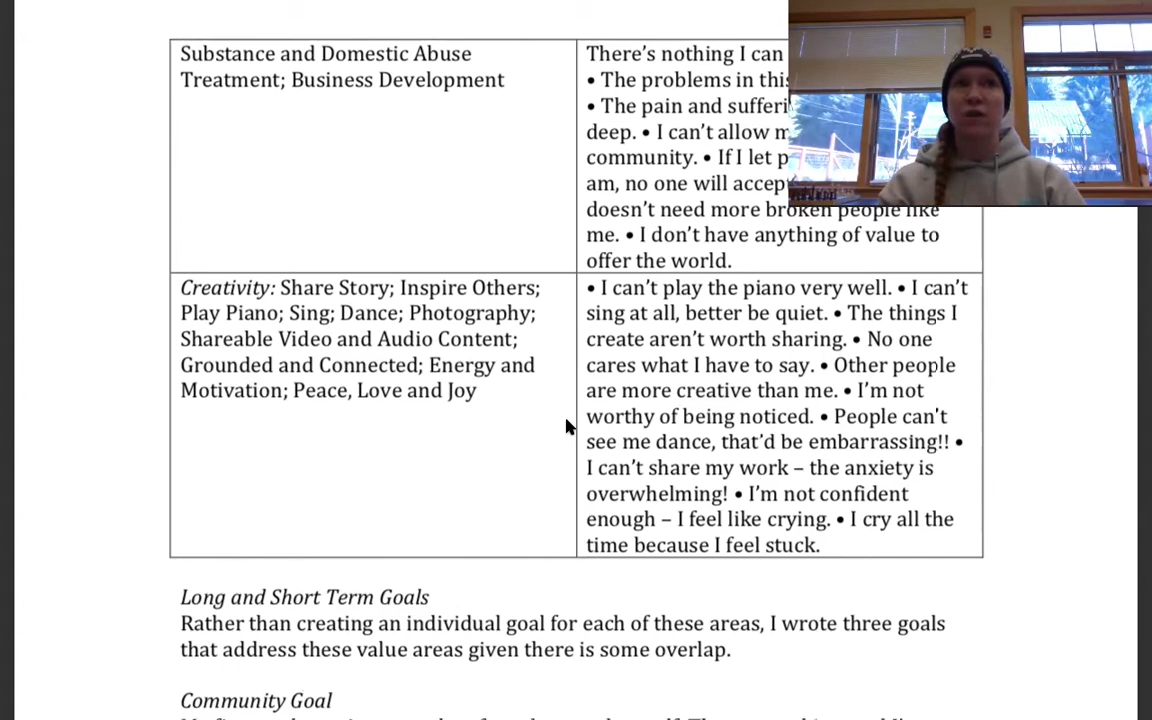 Substance and Domestic Abuse
Treatment; Business Development
There’s nothing I can
• The problems in this
• The pain and
deep. • I can’t allow
community. • If I let
am, no one will
doesn’t need more broken people like
me. • I don’t have anything of value to
offer the world.
Creativity: Share Story; Inspire Others;
Play Piano; Sing; Dance; Photography;
Shareable Video and Audio Content;
Grounded and Connected; Energy and
Motivation; Peace, Love and Joy
• I can’t play the piano very well. • I can’t
sing at all, better be quiet. • The things I
create aren’t worth sharing. • No one
cares what I have to say. • Other people
are more creative than me. • I’m not
worthy of being noticed. • People can't
see me dance, that’d be embarrassing!! •
I can’t share my work – the anxiety is
overwhelming! • I’m not confident
enough – I feel like crying. • I cry all the
time because I feel stuck.
Long and Short Term Goals
Rather than creating an individual goal for each of these areas, I wrote three goals
that address these value areas given there is some overlap.
Community Goal